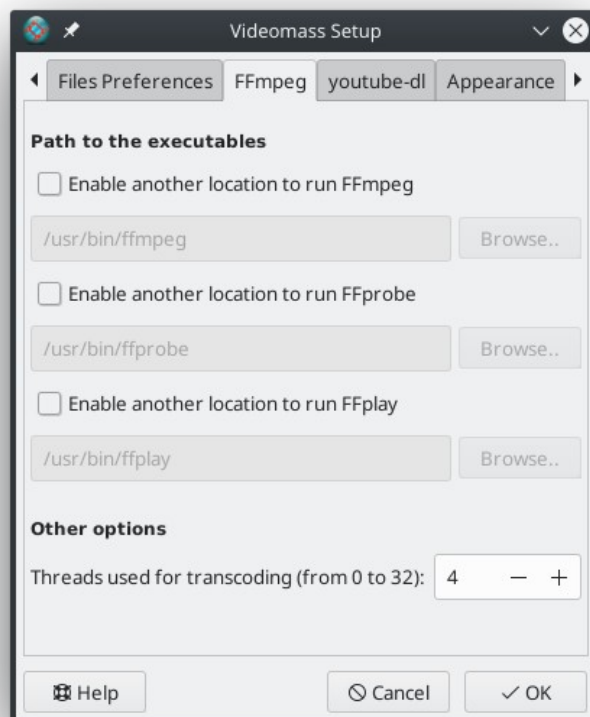 Videomass Setup
Files Preferences FFmpeg youtube-dl Appearance
Path to the executables
Enable another location to run FFmpeg
/usr/bin/ffmpeg Browse..
Enable another location to run FFprobe
/usr/bin/ffprobe Browse..
Enable another location to run FFplay
/usr/bin/ffplay Browse..
Other options
Threads used for transcoding (from 0 to 32): 4 − +
Help Cancel OK